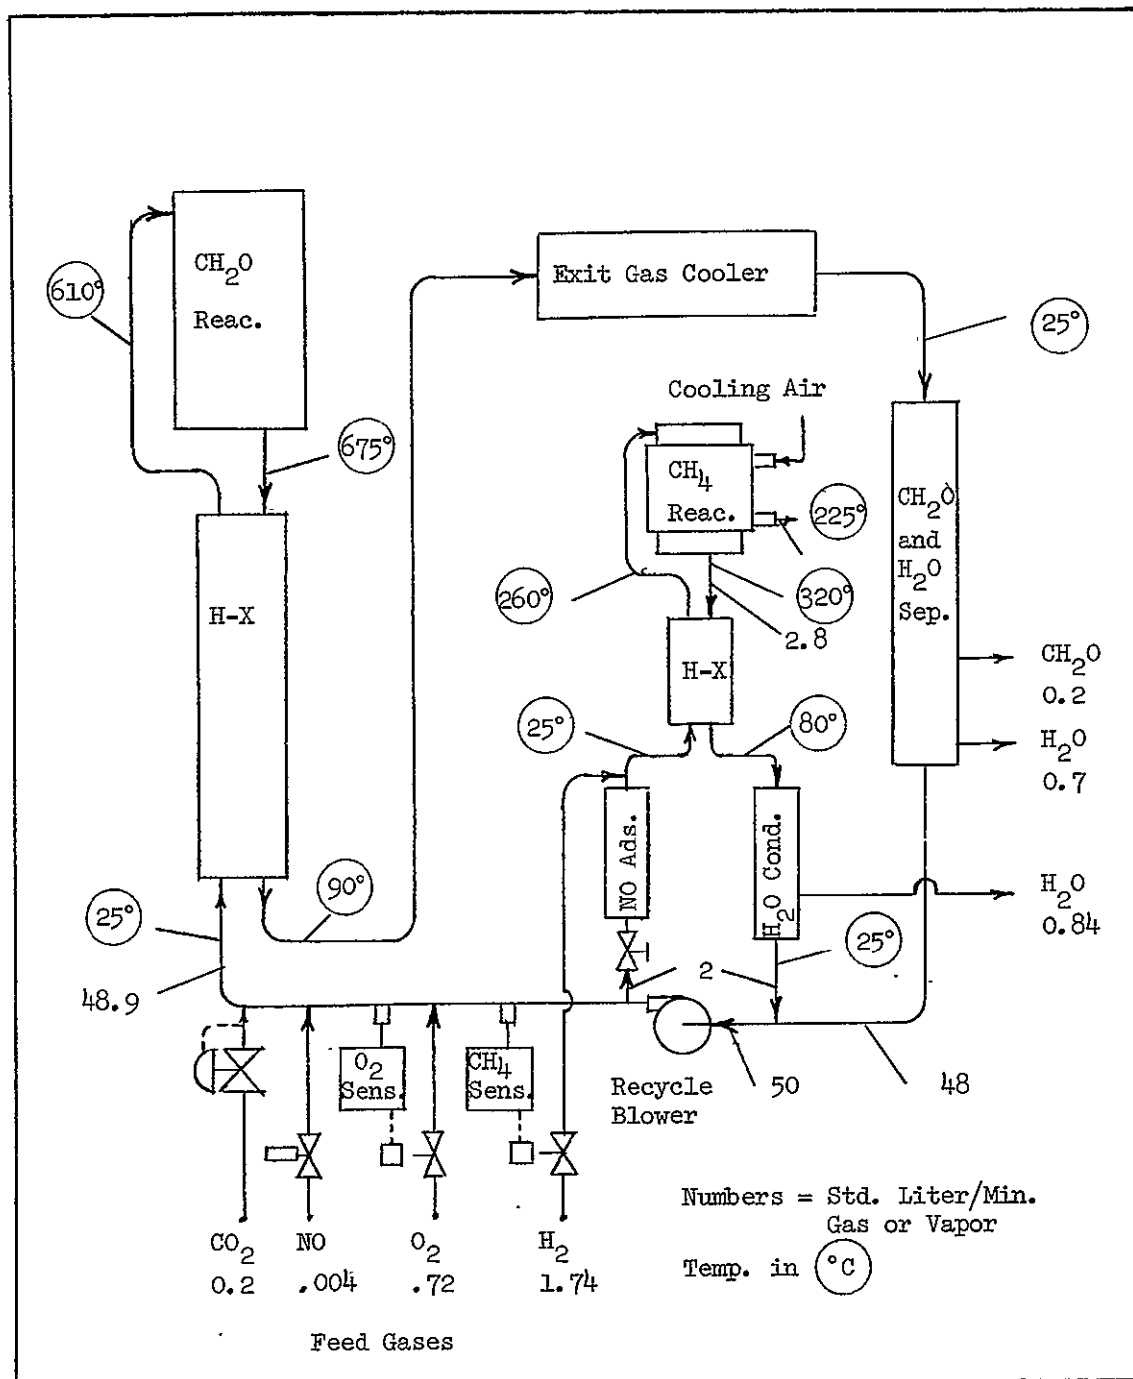 CH2O
Reac.
610°
675°
Exit Gas Cooler
25°
Cooling Air
CH4
Reac.
225°
260°
320°
2.8
CH2O
and
H2O
Sep.
H-X
H-X
CH2O
0.2
25°
80°
H2O
0.7
NO Ads.
H2O Cond.
90°
H2O
0.84
25°
25°
48.9
2
O2
Sens.
CH4
Sens.
Recycle
Blower
50
48
CO2
0.2
NO
.004
O2
.72
H2
1.74
Numbers = Std. Liter/Min.
Gas or Vapor
Temp. in °C
Feed Gases